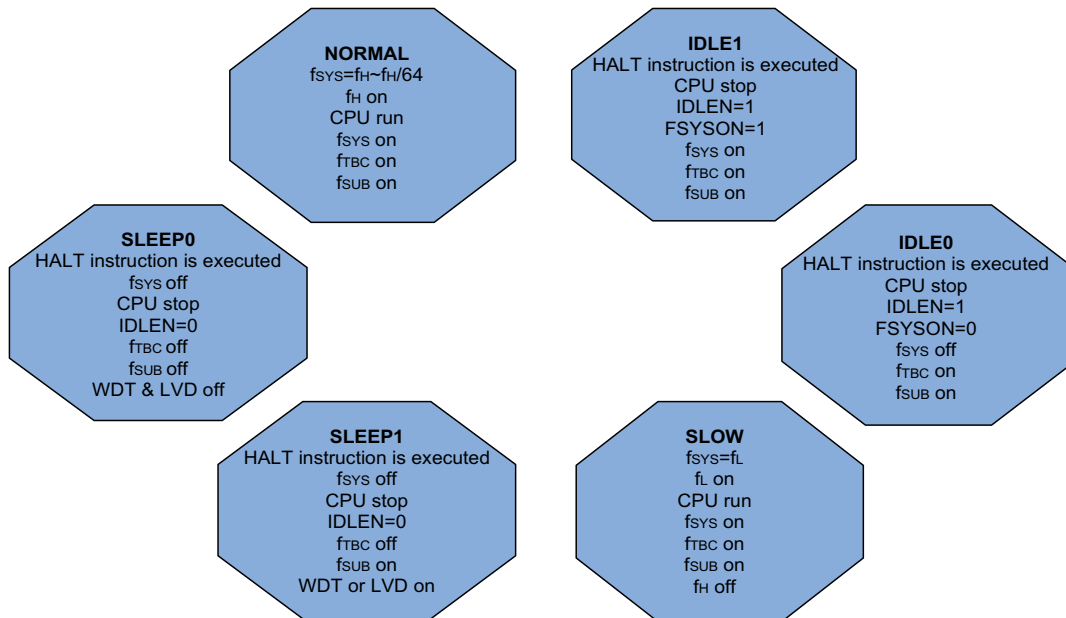 NORMAL
fSYS=fH~fH/64
fH on
CPU run
fSYS on
fTBC on
fSUB on
IDLE1
HALT instruction is executed
CPU stop
IDLEN=1
FSYSON=1
fSYS on
fTBC on
fSUB on
SLEEP0
HALT instruction is executed
fSYS off
CPU stop
IDLEN=0
fTBC off
fSUB off
WDT & LVD off
IDLE0
HALT instruction is executed
CPU stop
IDLEN=1
FSYSON=0
fSYS off
fTBC on
fSUB on
SLEEP1
HALT instruction is executed
fSYS off
CPU stop
IDLEN=0
fTBC off
fSUB on
WDT or LVD on
SLOW
fSYS=fL
fL on
CPU run
fSYS on
fTBC on
fSUB on
fH off